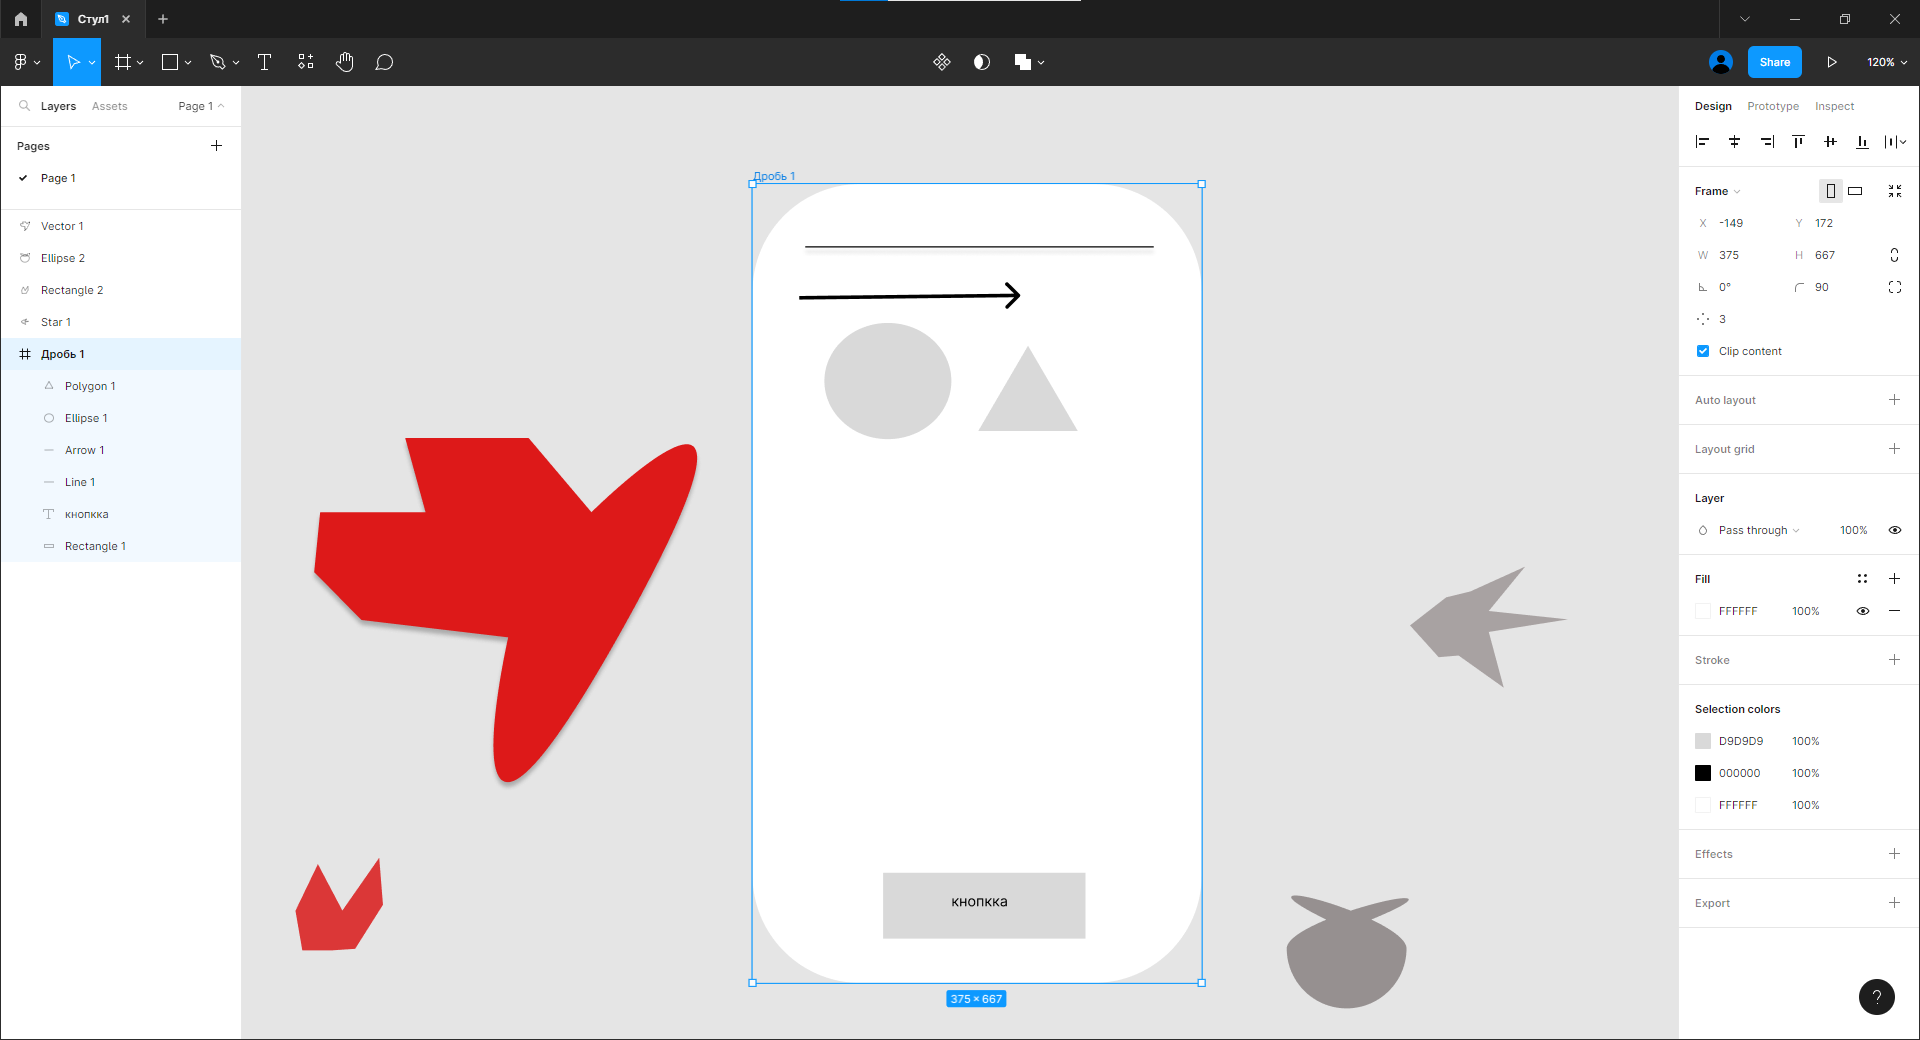 Стул1
Share
120%
Layers
Assets
Page 1
Pages
Page 1
Vector 1
Ellipse 2
Rectangle 2
Star 1
Дробь 1
Polygon 1
Ellipse 1
Arrow 1
Line 1
кнопкка
Rectangle 1
Дробь 1
кнопкка
375 × 667
Design
Prototype
Inspect
Frame
X -149 Y 172
W 375 H 667
0° 90
3
Clip content
Auto layout
Layout grid
Layer
Pass through 100%
Fill
FFFFFF 100%
Stroke
Selection colors
D9D9D9 100%
000000 100%
FFFFFF 100%
Effects
Export
?